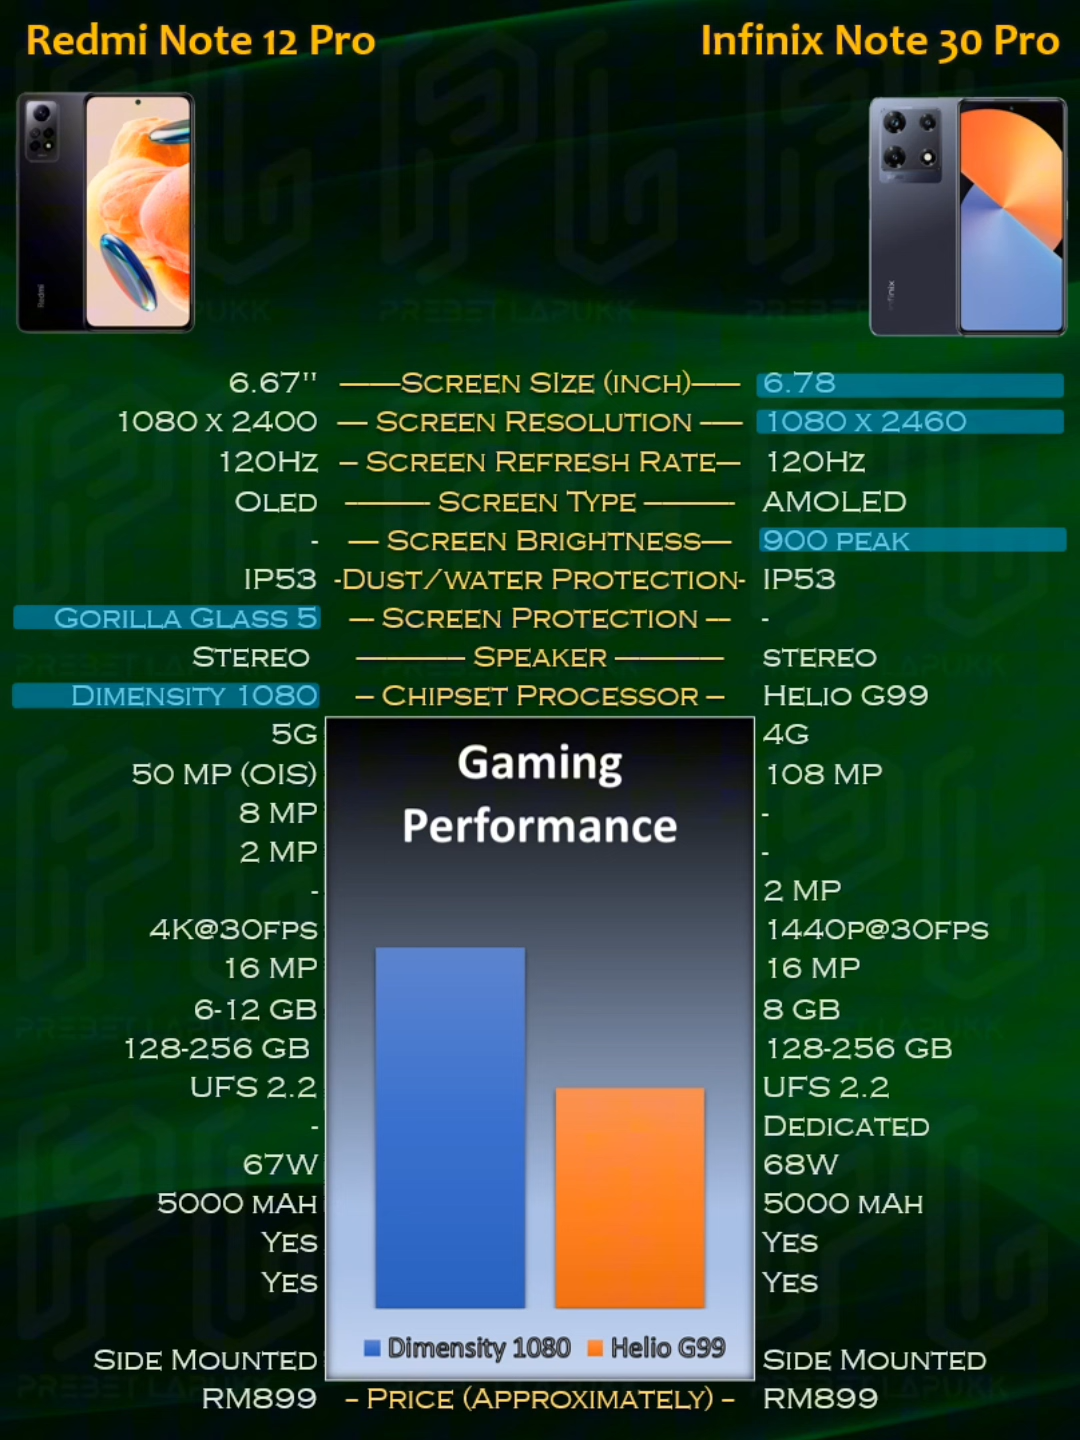 Redmi Note 12 Pro Infinix Note 30 Pro
Redmi
Infinix
PREBET LAPUKK
6.67" ———SCREEN SIZE (INCH)—— 6.78
1080 X 2400 — SCREEN RESOLUTION —— 1080 X 2460
120HZ – SCREEN REFRESH RATE— 120HZ
OLED ———— SCREEN TYPE ———— AMOLED
- — SCREEN BRIGHTNESS— 900 PEAK
IP53 -DUST/WATER PROTECTION- IP53
GORILLA GLASS 5 — SCREEN PROTECTION — -
STEREO ————— SPEAKER ————— STEREO
DIMENSITY 1080 – CHIPSET PROCESSOR – HELIO G99
5G 4G
Gaming
Performance
50 MP (OIS) 108 MP
8 MP -
2 MP -
- 2 MP
4K@30FPS 1440P@30FPS
16 MP 16 MP
6-12 GB 8 GB
128-256 GB 128-256 GB
UFS 2.2 UFS 2.2
- DEDICATED
67W 68W
5000 MAH 5000 MAH
YES YES
YES YES
Dimensity 1080 Helio G99
SIDE MOUNTED SIDE MOUNTED
RM899 – PRICE (APPROXIMATELY) – RM899